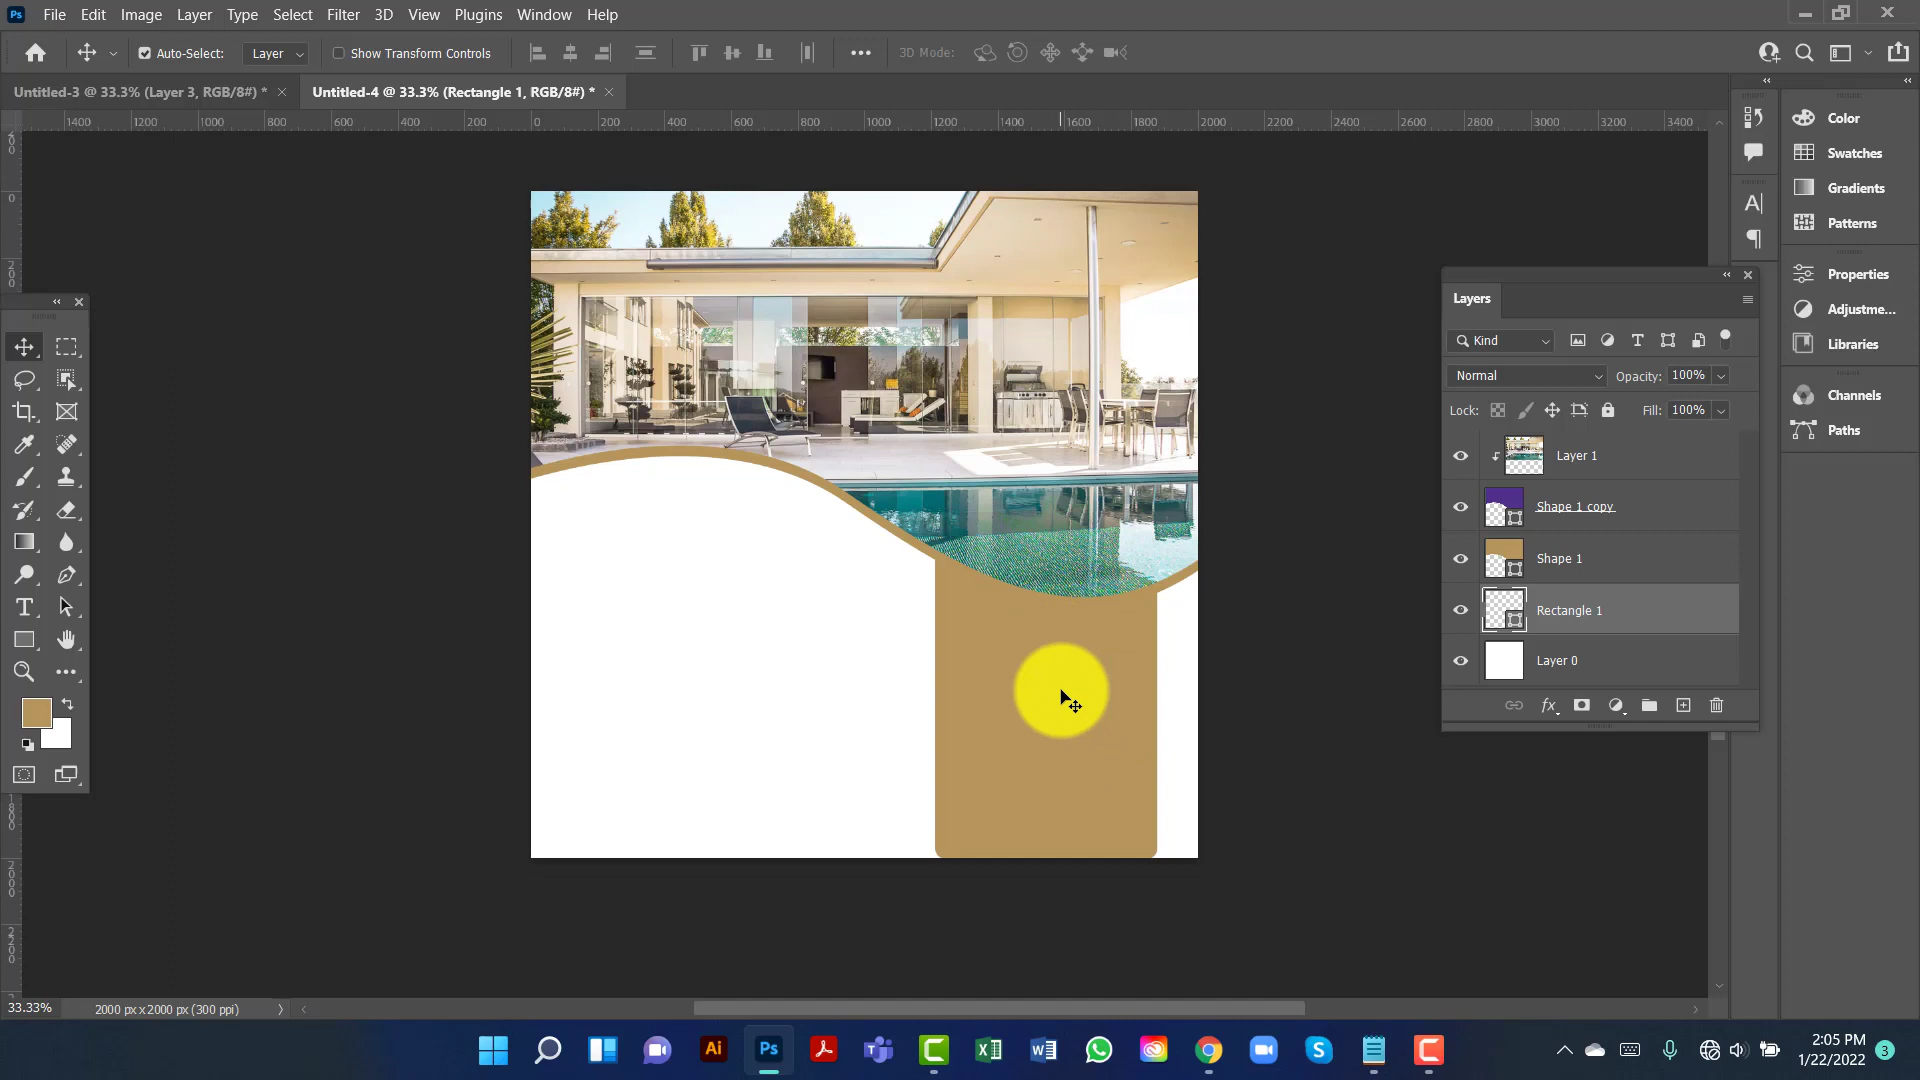 Ps File Edit Image Layer Type Select Filter 3D View Plugins Window Help
Auto-Select: Layer Show Transform Controls 3D Mode:
Untitled-3 @ 33.3% (Layer 3, RGB/8#) * Untitled-4 @ 33.3% (Rectangle 1, RGB/8#) *
1400 1200 1000 800 600 400 200 0 200 400 600 800 1000 1200 1400 1600 1800 2000 2200 2400 2600 2800 3000 3200 3400
Color
Swatches
Gradients
Patterns
Properties
Adjustme...
Libraries
Channels
Paths
Layers
Kind
Normal Opacity: 100%
Lock: Fill: 100%
Layer 1
Shape 1 copy
Shape 1
Rectangle 1
Layer 0
fx
33.33% 2000 px x 2000 px (300 ppi)
Ai Ps
2:05 PM
1/22/2022 3